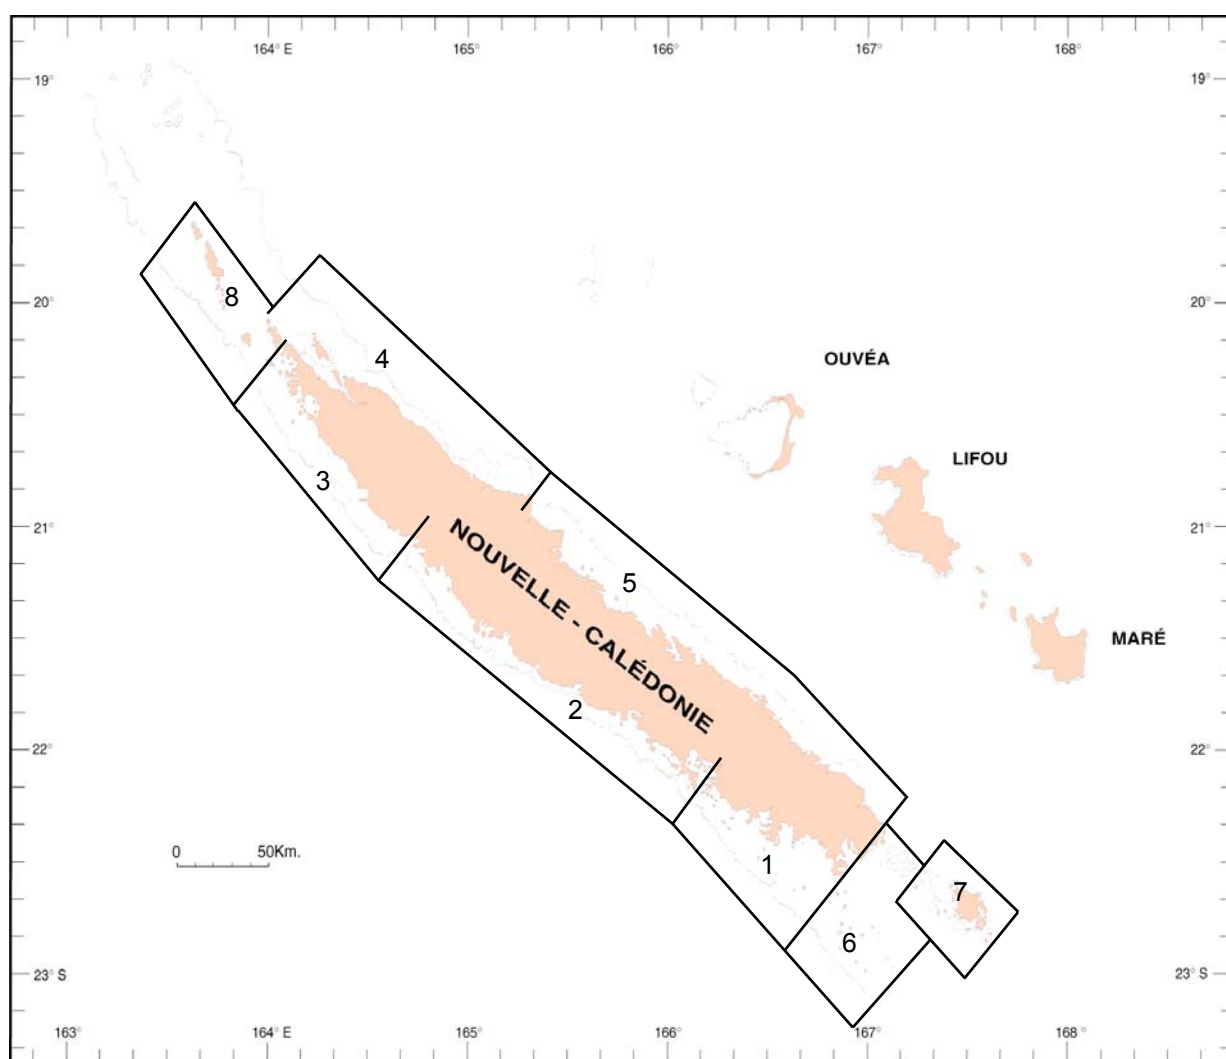 164° E 165° 166° 167° 168°
19° 19°
8
20° 20°
4
OUVÉA
3
LIFOU
21° 21°
NOUVELLE - CALÉDONIE
5
MARÉ
2
22° 22°
0 50Km.
1
7
6
23° S 23° S
163° 164° E 165° 166° 167° 168°